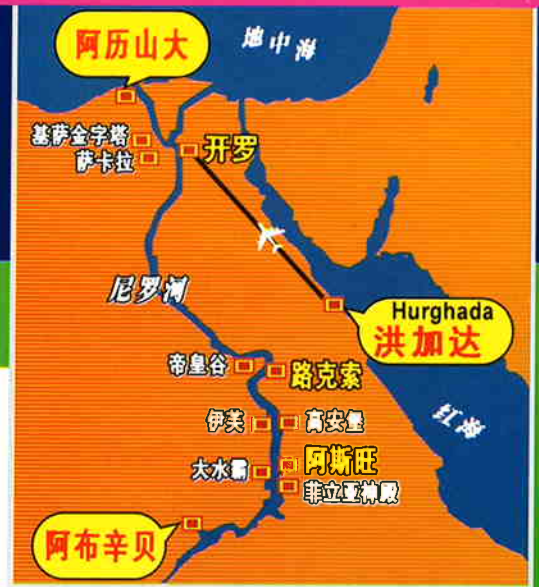 阿历山大
地中海
基萨金字塔
萨卡拉
开罗
尼罗河
Hurghada
洪加达
帝皇谷
路克索
伊芙
高安堡
红海
阿斯旺
大水霸
菲立亚神殿
阿布辛贝